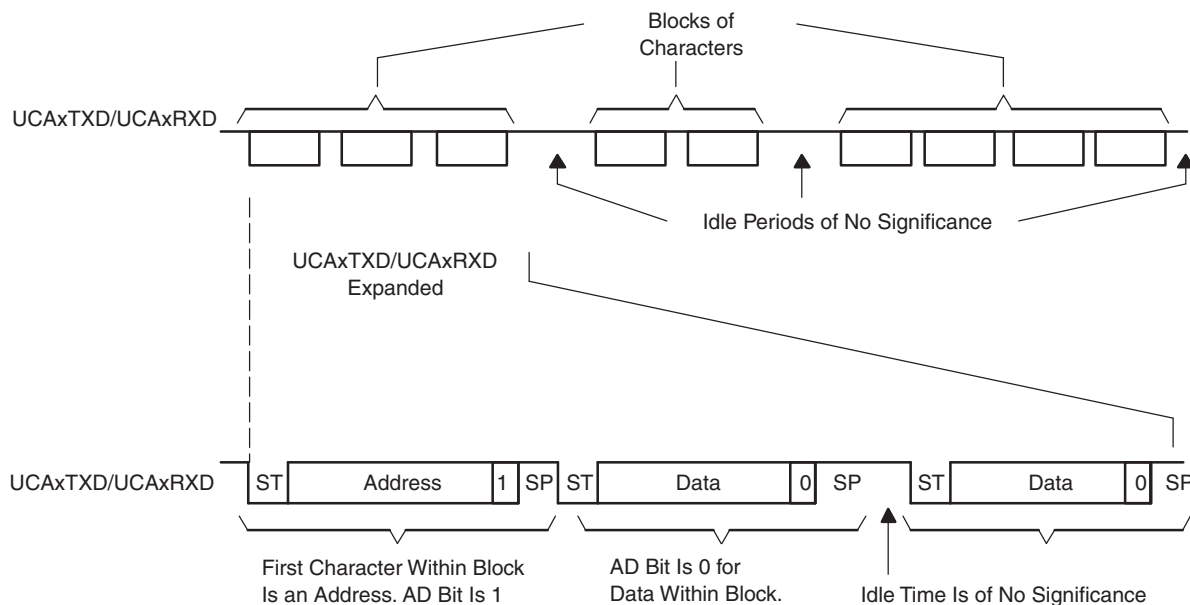 Blocks of
Characters
UCAxTXD/UCAxRXD
Idle Periods of No Significance
UCAxTXD/UCAxRXD
Expanded
UCAxTXD/UCAxRXD
ST Address 1 SP ST Data 0 SP ST Data 0 SP
First Character Within Block
Is an Address. AD Bit Is 1
AD Bit Is 0 for
Data Within Block.
Idle Time Is of No Significance